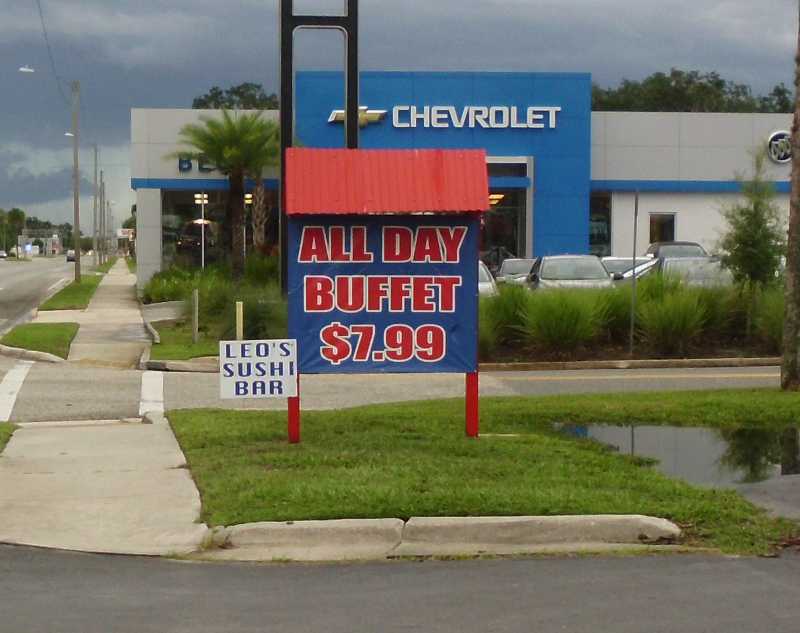 CHEVROLET
ALL DAY
BUFFET
$7.99
LEO'S
SUSHI
BAR